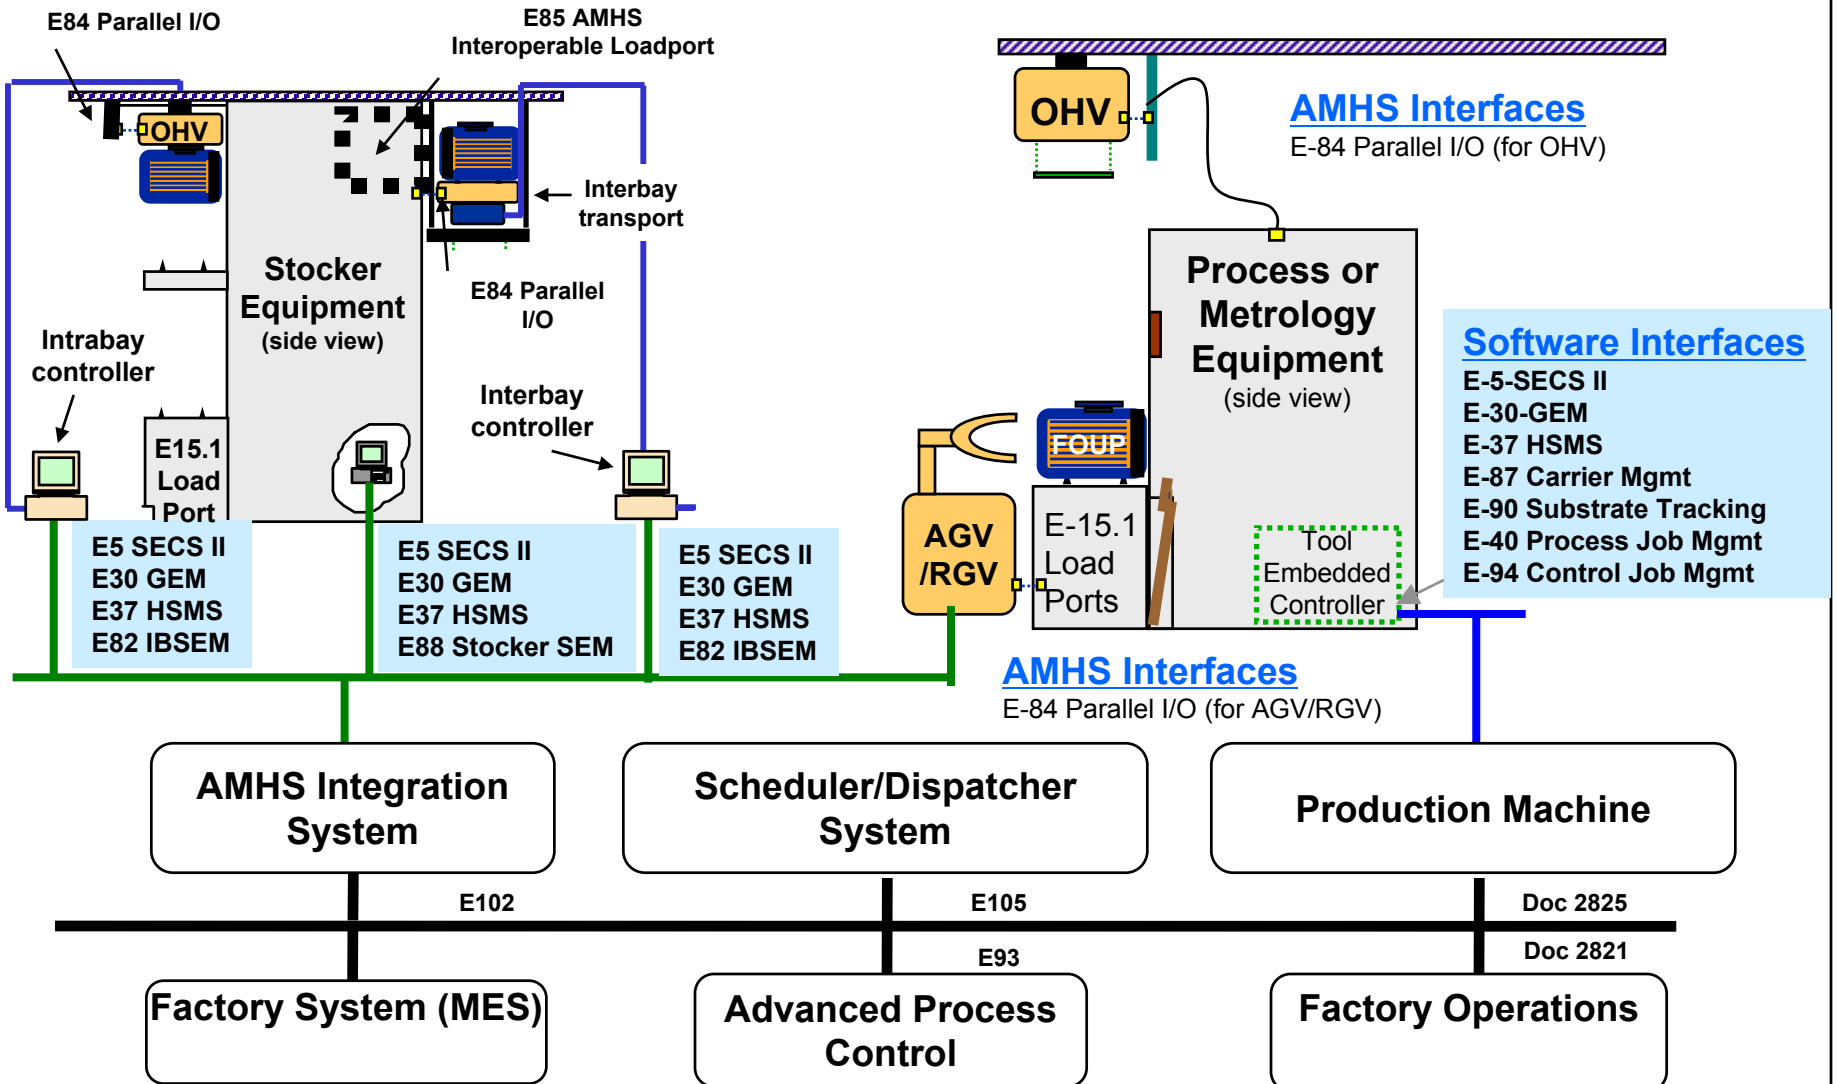 E84 Parallel I/O
E85 AMHS
Interoperable Loadport
OHV
Interbay
transport
Stocker
Equipment
(side view)
E84 Parallel
I/O
Intrabay
controller
Interbay
controller
E15.1
Load
Port
E5 SECS II
E30 GEM
E37 HSMS
E82 IBSEM
E5 SECS II
E30 GEM
E37 HSMS
E88 Stocker SEM
E5 SECS II
E30 GEM
E37 HSMS
E82 IBSEM
OHV
AMHS Interfaces
E-84 Parallel I/O (for OHV)
Process or
Metrology
Equipment
(side view)
Software Interfaces
E-5-SECS II
E-30-GEM
E-37 HSMS
E-87 Carrier Mgmt
E-90 Substrate Tracking
E-40 Process Job Mgmt
E-94 Control Job Mgmt
FOUP
AGV
/RGV
E-15.1
Load
Ports
Tool
Embedded
Controller
AMHS Interfaces
E-84 Parallel I/O (for AGV/RGV)
AMHS Integration
System
Scheduler/Dispatcher
System
Production Machine
E102
E105
Doc 2825
E93
Doc 2821
Factory System (MES)
Advanced Process
Control
Factory Operations